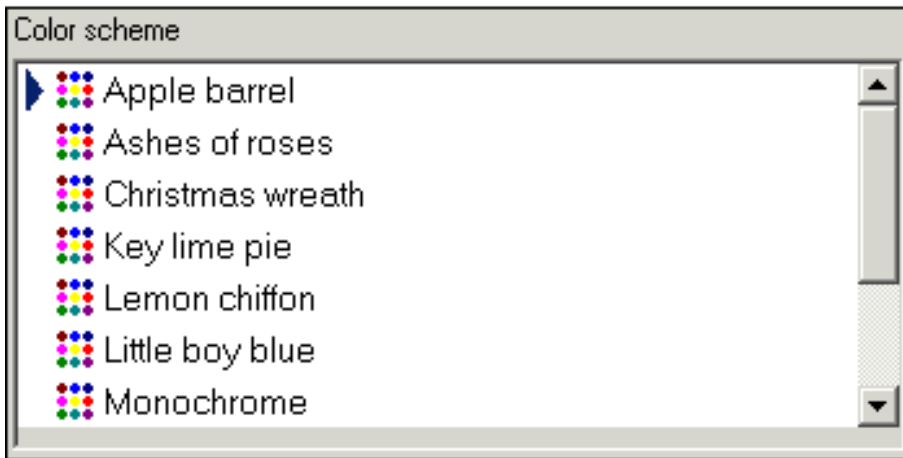 Color scheme
Apple barrel
Ashes of roses
Christmas wreath
Key lime pie
Lemon chiffon
Little boy blue
Monochrome